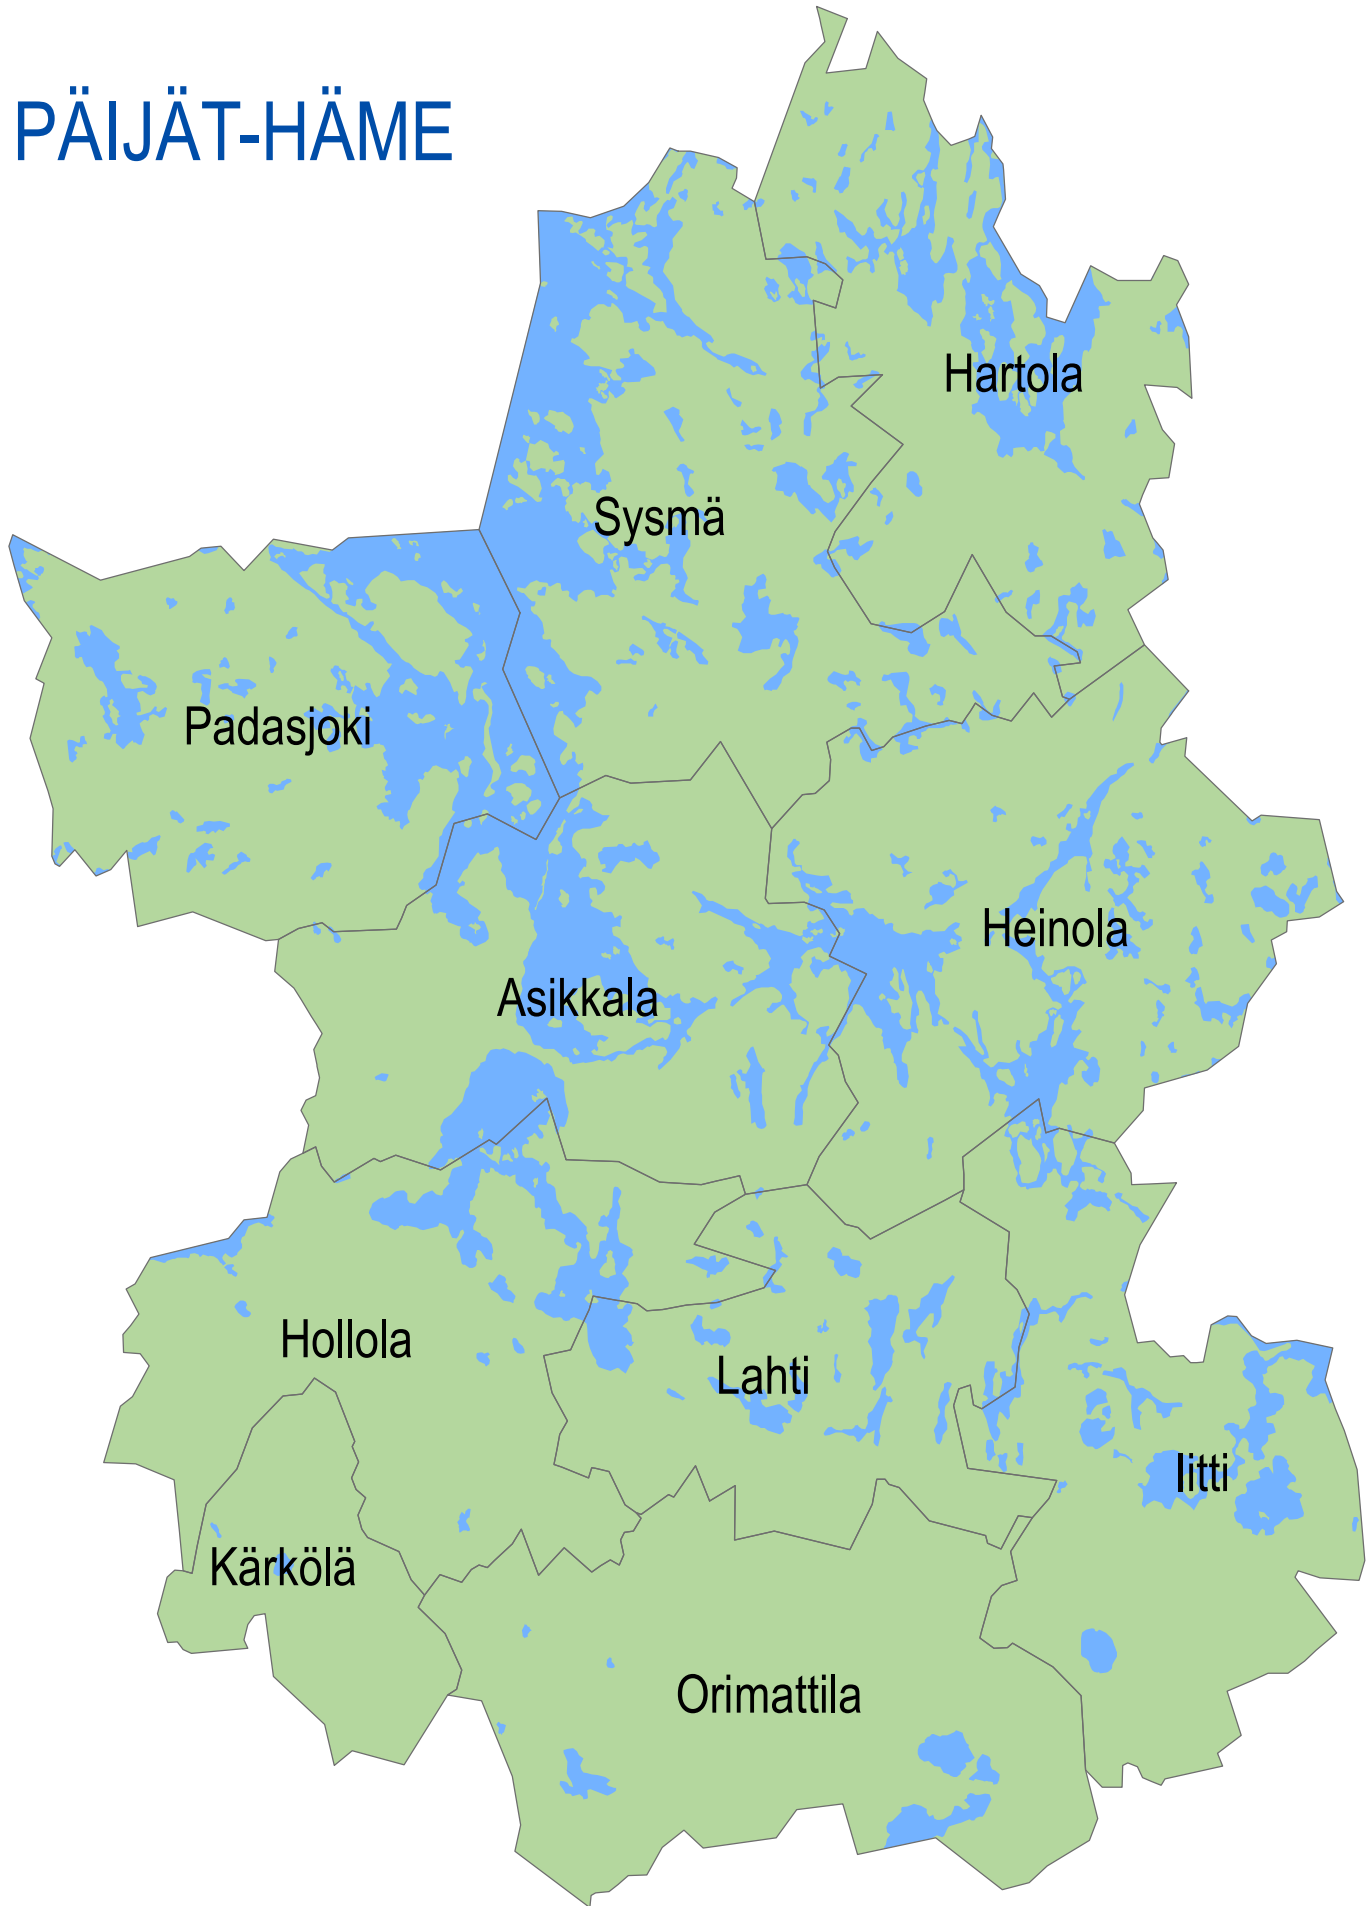 PÄIJÄT-HÄME
Hartola
Sysmä
Padasjoki
Heinola
Asikkala
Hollola
Lahti
Iitti
Kärkölä
Orimattila